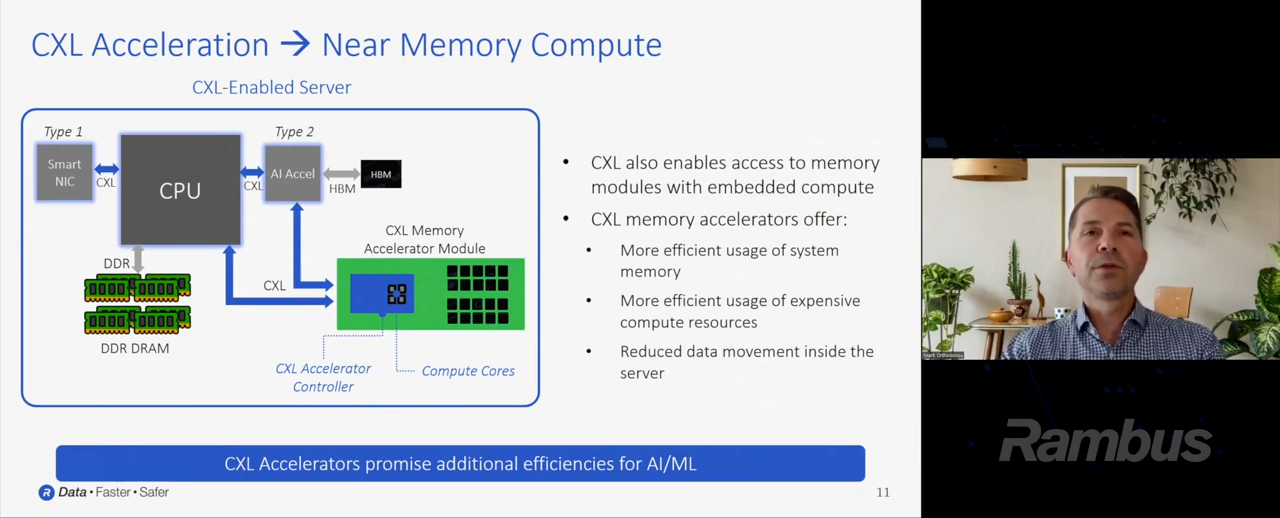 CXL Acceleration → Near Memory Compute
CXL-Enabled Server
Type 1
Type 2
Smart
NIC
CXL
CPU
CXL
AI Accel
HBM
HBM
DDR
DDR DRAM
CXL
CXL Memory
Accelerator Module
CXL Accelerator
Controller
Compute Cores
• CXL also enables access to memory
modules with embedded compute
• CXL memory accelerators offer:
• More efficient usage of system
memory
• More efficient usage of expensive
compute resources
• Reduced data movement inside the
server
CXL Accelerators promise additional efficiencies for AI/ML
R Data • Faster • Safer
11
Rambus